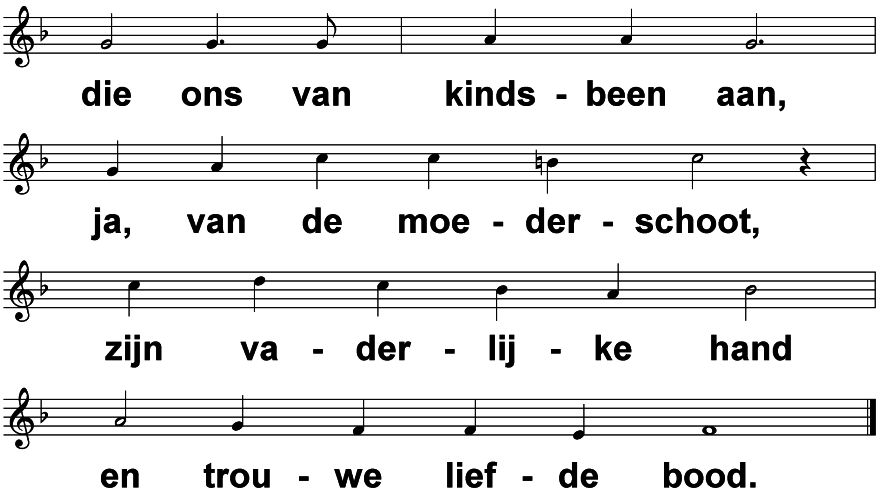 die ons van kinds - been aan,
ja, van de moe - der - schoot,
zijn va - der - lij - ke hand
en trou - we lief - de bood.